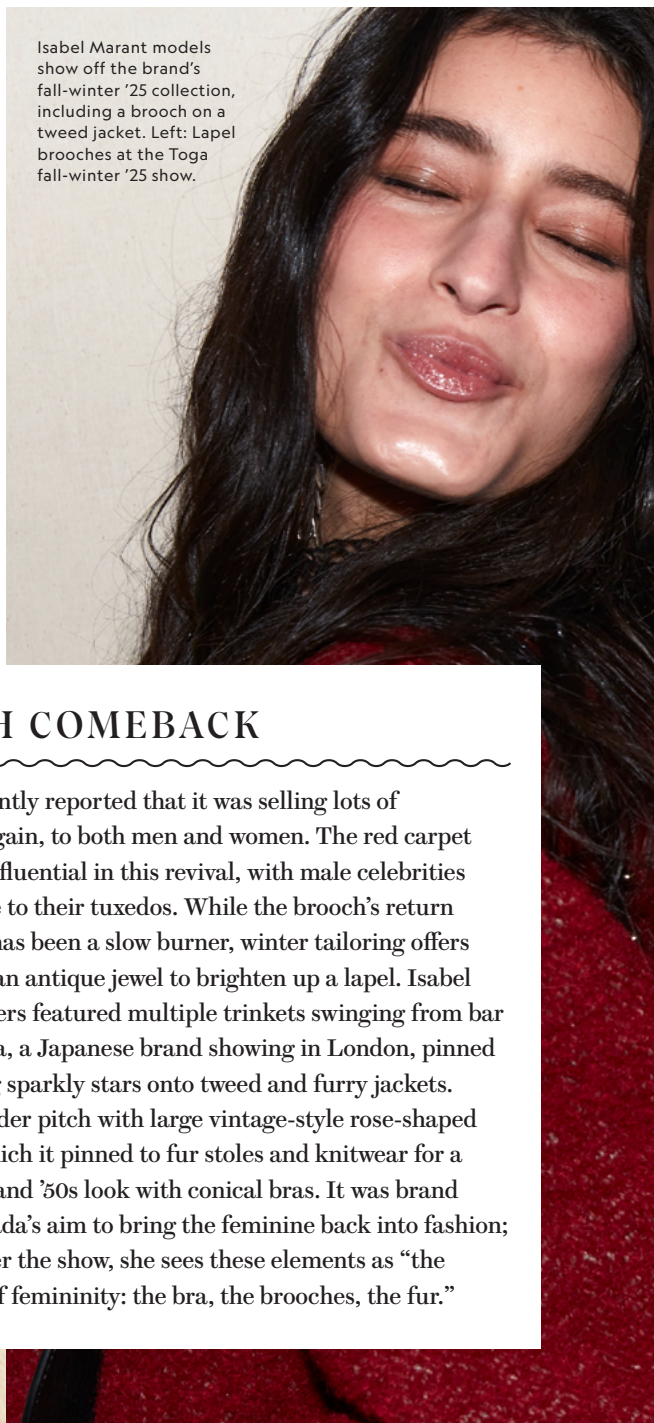 Isabel Marant models
show off the brand's
fall-winter ’25 collection,
including a brooch on a
tweed jacket. Left: Lapel
brooches at the Toga
fall-winter ’25 show.
H COMEBACK
ntly reported that it was selling lots of
gain, to both men and women. The red carpet
fluential in this revival, with male celebrities
to their tuxedos. While the brooch’s return
has been a slow burner, winter tailoring offers
an antique jewel to brighten up a lapel. Isabel
ers featured multiple trinkets swinging from bar
a, a Japanese brand showing in London, pinned
sparkly stars onto tweed and furry jackets.
der pitch with large vintage-style rose-shaped
ich it pinned to fur stoles and knitwear for a
and ’50s look with conical bras. It was brand
da’s aim to bring the feminine back into fashion;
er the show, she sees these elements as “the
f femininity: the bra, the brooches, the fur.”